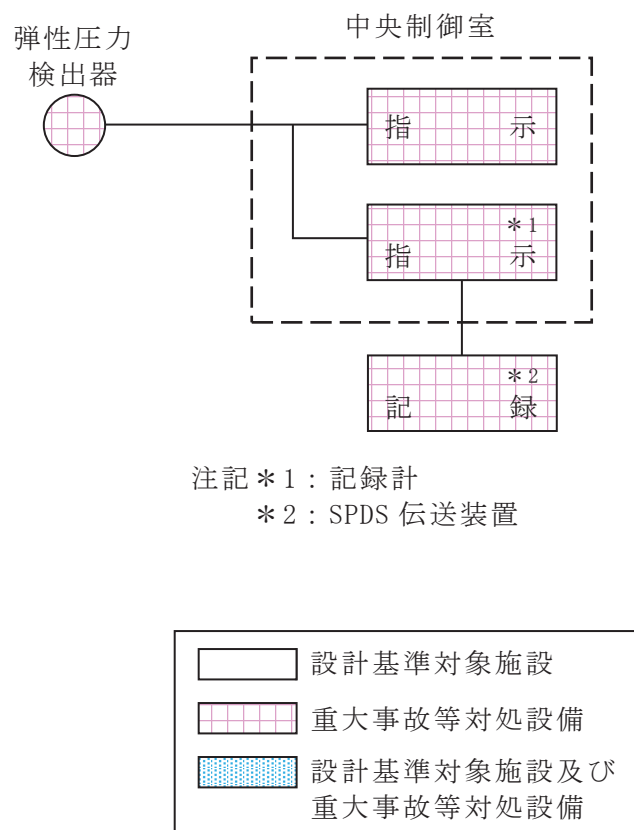 中央制御室
弾性圧力
検出器
指 示
＊1
指 示
＊2
記 録
注記＊1：記録計
＊2：SPDS 伝送装置
設計基準対象施設
重大事故等対処設備
設計基準対象施設及び
重大事故等対処設備